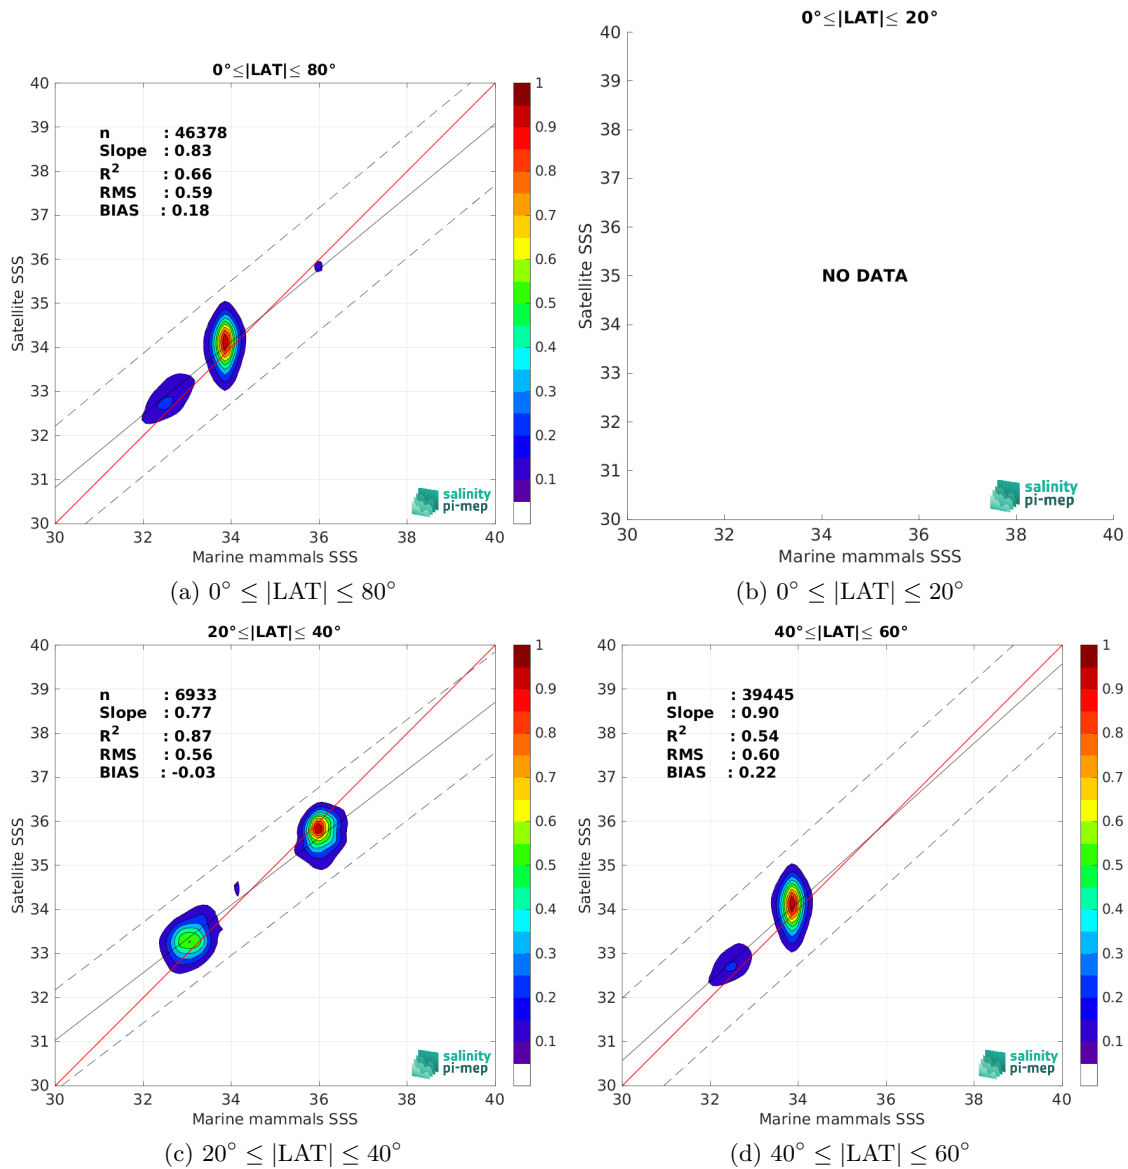 0°≤|LAT|≤ 80°
40
39
38
37
36
35
34
33
32
31
30
Satellite SSS
n : 46378
Slope : 0.83
R² : 0.66
RMS : 0.59
BIAS : 0.18
salinity
pi-mep
30 32 34 36 38 40
Marine mammals SSS
1
0.9
0.8
0.7
0.6
0.5
0.4
0.3
0.2
0.1
(a) 0° ≤ |LAT| ≤ 80°
0°≤|LAT|≤ 20°
40
39
38
37
36
35
34
33
32
31
30
Satellite SSS
NO DATA
salinity
pi-mep
30 32 34 36 38 40
Marine mammals SSS
(b) 0° ≤ |LAT| ≤ 20°
20°≤|LAT|≤ 40°
40
39
38
37
36
35
34
33
32
31
30
Satellite SSS
n : 6933
Slope : 0.77
R² : 0.87
RMS : 0.56
BIAS : -0.03
salinity
pi-mep
30 32 34 36 38 40
Marine mammals SSS
1
0.9
0.8
0.7
0.6
0.5
0.4
0.3
0.2
0.1
(c) 20° ≤ |LAT| ≤ 40°
40°≤|LAT|≤ 60°
40
39
38
37
36
35
34
33
32
31
30
Satellite SSS
n : 39445
Slope : 0.90
R² : 0.54
RMS : 0.60
BIAS : 0.22
salinity
pi-mep
30 32 34 36 38 40
Marine mammals SSS
1
0.9
0.8
0.7
0.6
0.5
0.4
0.3
0.2
0.1
(d) 40° ≤ |LAT| ≤ 60°